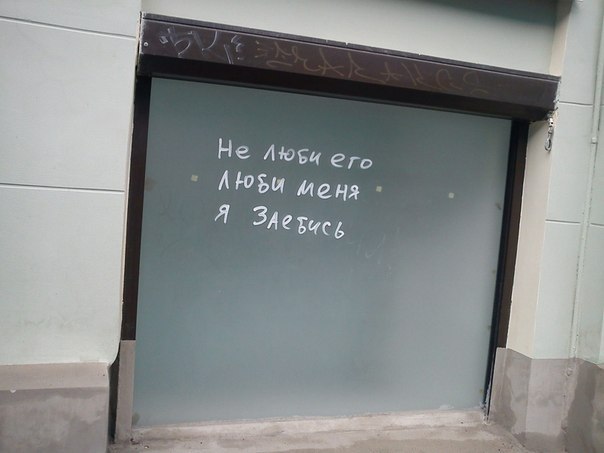 Не люби его
люби меня
я заебись